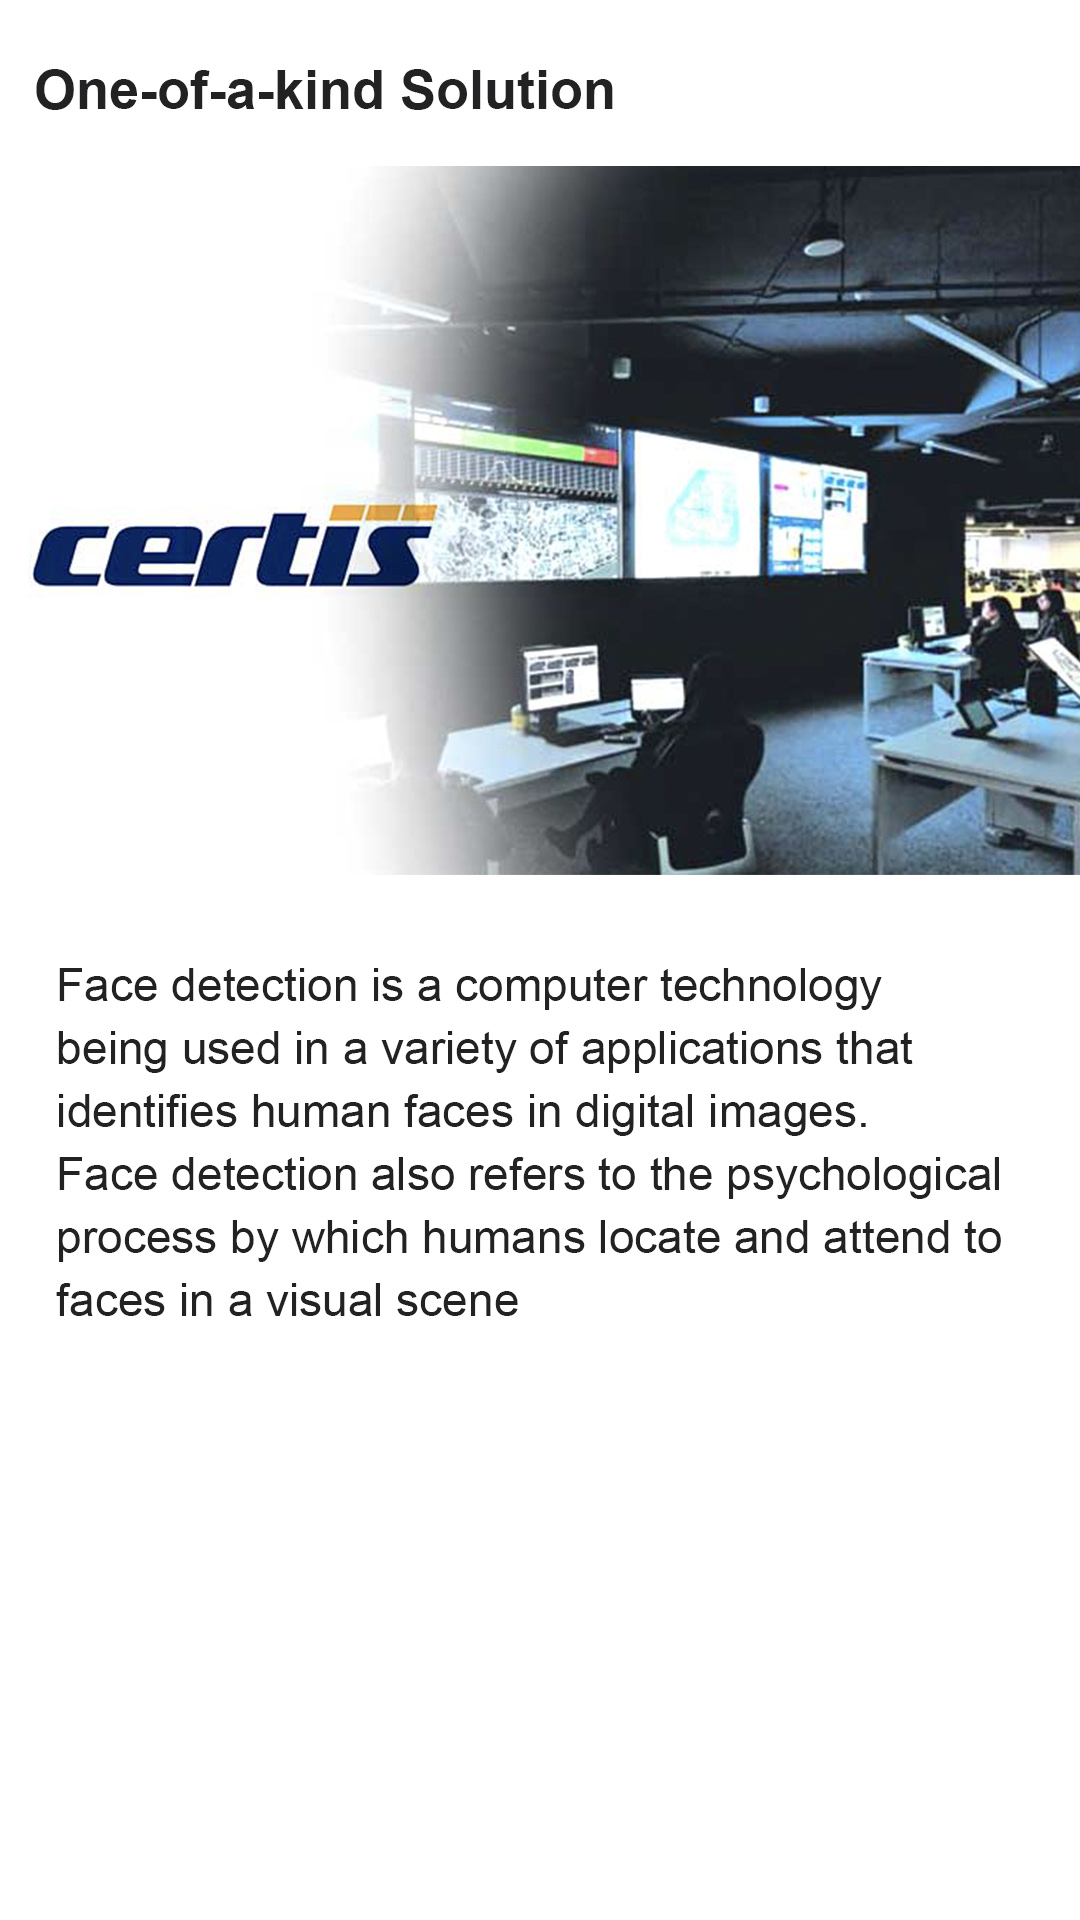 One-of-a-kind Solution
certis
Face detection is a computer technology
being used in a variety of applications that
identifies human faces in digital images.
Face detection also refers to the psychological
process by which humans locate and attend to
faces in a visual scene